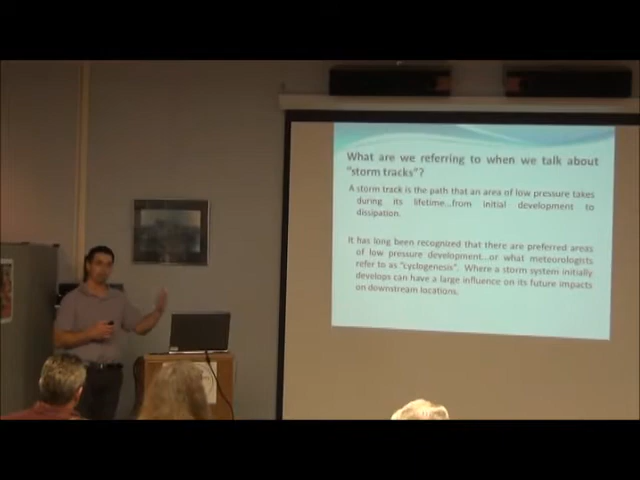 What are we referring to when we talk about
"storm tracks"?
A storm track is the path that an area of low pressure takes
during its lifetime...from initial development to
dissipation.
It has long been recognized that there are preferred areas
of low pressure development...or what meteorologists
refer to as "cyclogenesis". Where a storm system initially
develops can have a large influence on its future impacts
on downstream locations.